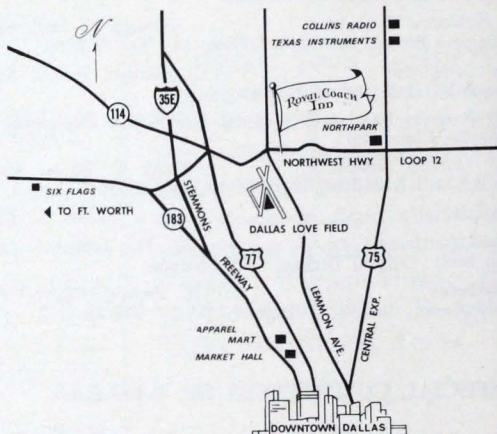 N
COLLINS RADIO
TEXAS INSTRUMENTS
35E
Royal Coach
Inn
114
NORTHPARK
NORTHWEST HWY
LOOP 12
SIX FLAGS
TO FT. WORTH
183
STEMMONS
FREEWAY
DALLAS LOVE FIELD
77
75
LEMMON AVE.
CENTRAL EXP.
APPAREL
MART
MARKET HALL
DOWNTOWN DALLAS